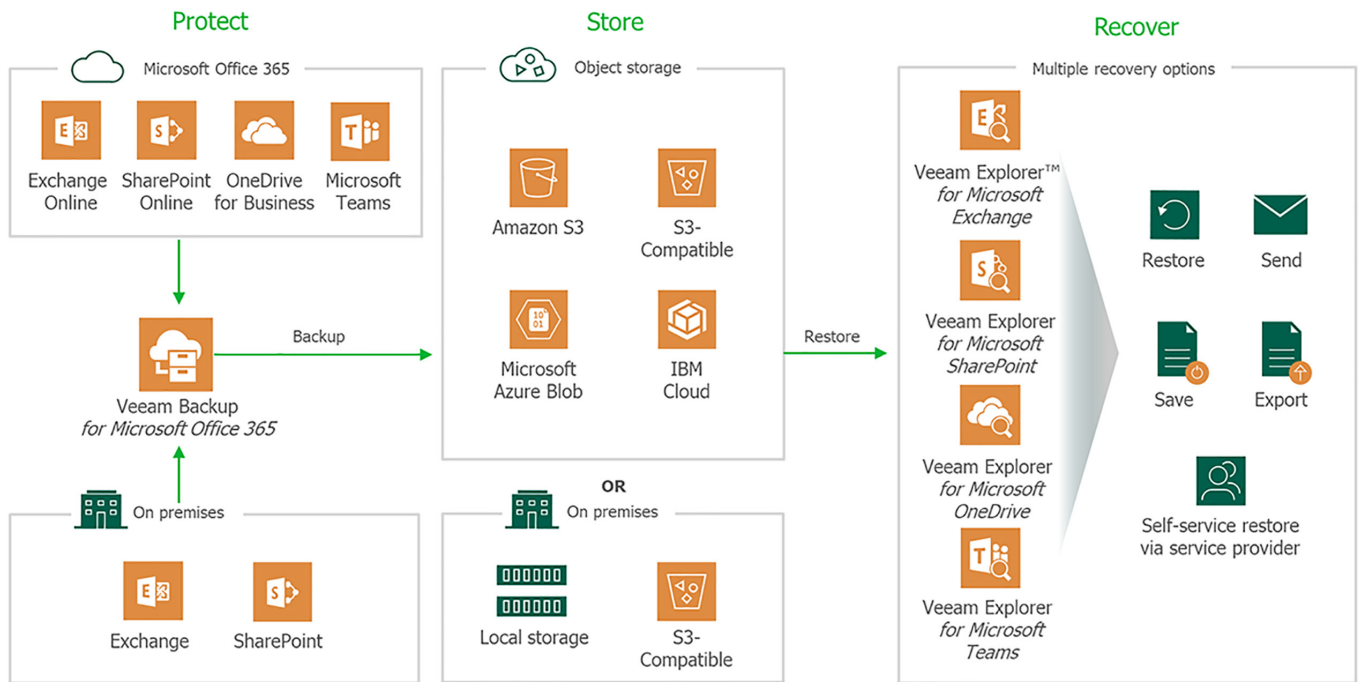 Protect
Microsoft Office 365
Exchange
Online
SharePoint
Online
OneDrive
for Business
Microsoft
Teams
Veeam Backup
for Microsoft Office 365
Backup
On premises
Exchange
SharePoint
Store
Object storage
Amazon S3
S3-
Compatible
10
01
Microsoft
Azure Blob
IBM
Cloud
OR
On premises
Local storage
S3-
Compatible
Restore
Recover
Multiple recovery options
Veeam Explorer™
for Microsoft
Exchange
Veeam Explorer
for Microsoft
SharePoint
Veeam Explorer
for Microsoft
OneDrive
Veeam Explorer
for Microsoft
Teams
Restore
Send
Save
Export
Self-service restore
via service provider